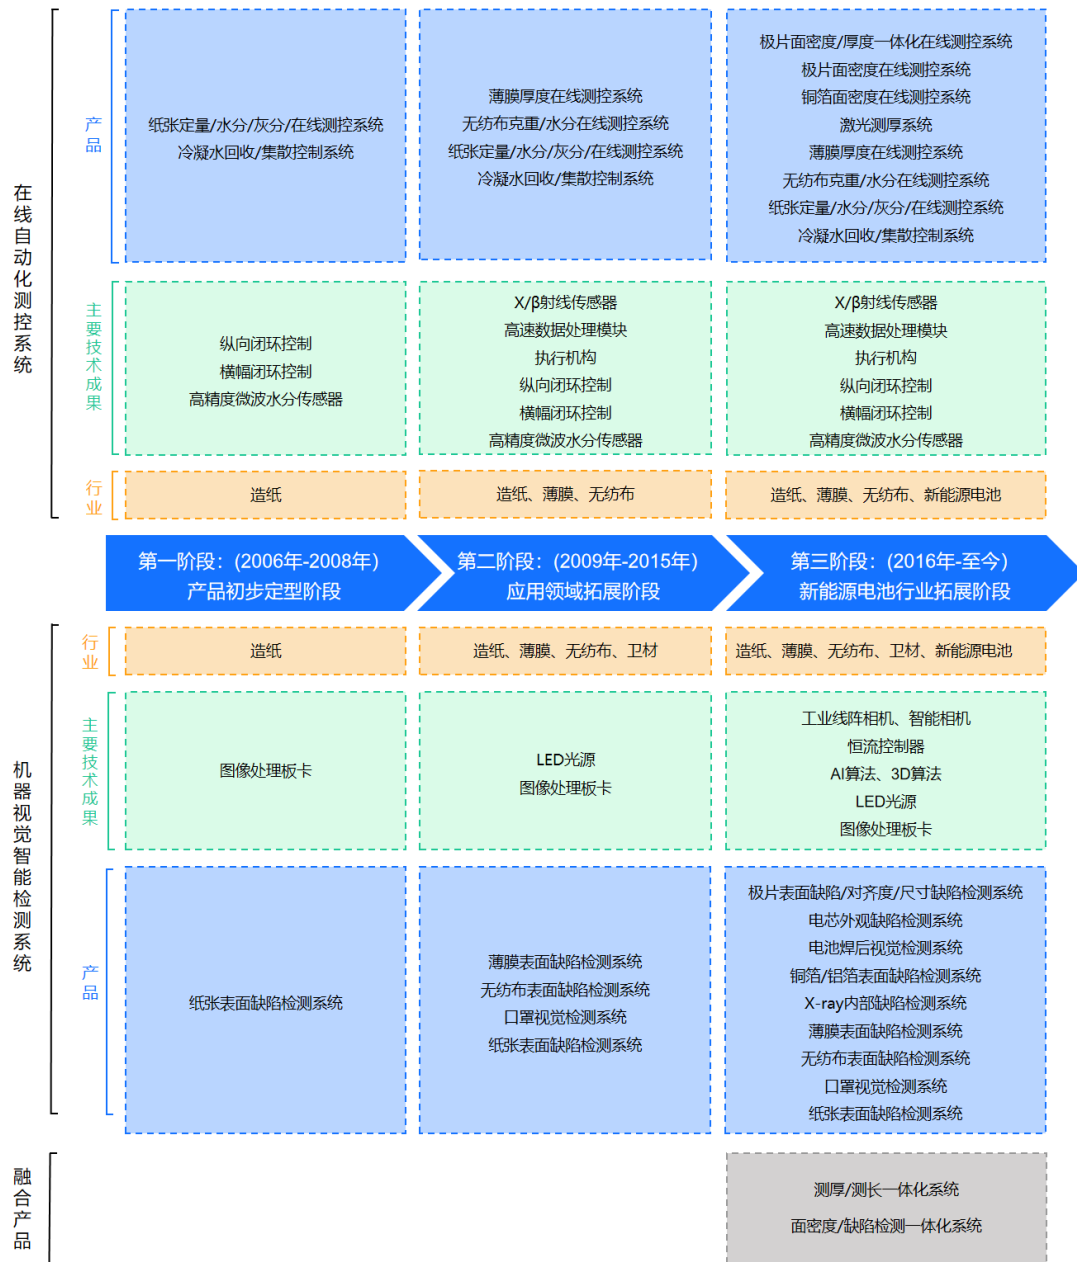 在线自动化测控系统
产品
纸张定量/水分/灰分/在线测控系统
冷凝水回收/集散控制系统
薄膜厚度在线测控系统
无纺布克重/水分在线测控系统
纸张定量/水分/灰分/在线测控系统
冷凝水回收/集散控制系统
极片面密度/厚度一体化在线测控系统
极片面密度在线测控系统
铜箔面密度在线测控系统
激光测厚系统
薄膜厚度在线测控系统
无纺布克重/水分在线测控系统
纸张定量/水分/灰分/在线测控系统
冷凝水回收/集散控制系统
主要技术成果
纵向闭环控制
横幅闭环控制
高精度微波水分传感器
X/β射线传感器
高速数据处理模块
执行机构
纵向闭环控制
横幅闭环控制
高精度微波水分传感器
X/β射线传感器
高速数据处理模块
执行机构
纵向闭环控制
横幅闭环控制
高精度微波水分传感器
行业
造纸
造纸、薄膜、无纺布
造纸、薄膜、无纺布、新能源电池
第一阶段：(2006年-2008年)
产品初步定型阶段
第二阶段：(2009年-2015年)
应用领域拓展阶段
第三阶段：(2016年-至今)
新能源电池行业拓展阶段
机器视觉智能检测系统
行业
造纸
造纸、薄膜、无纺布、卫材
造纸、薄膜、无纺布、卫材、新能源电池
主要技术成果
图像处理板卡
LED光源
图像处理板卡
工业线阵相机、智能相机
恒流控制器
AI算法、3D算法
LED光源
图像处理板卡
产品
纸张表面缺陷检测系统
薄膜表面缺陷检测系统
无纺布表面缺陷检测系统
口罩视觉检测系统
纸张表面缺陷检测系统
极片表面缺陷/对齐度/尺寸缺陷检测系统
电芯外观缺陷检测系统
电池焊后视觉检测系统
铜箔/铝箔表面缺陷检测系统
X-ray内部缺陷检测系统
薄膜表面缺陷检测系统
无纺布表面缺陷检测系统
口罩视觉检测系统
纸张表面缺陷检测系统
融合产品
测厚/测长一体化系统
面密度/缺陷检测一体化系统